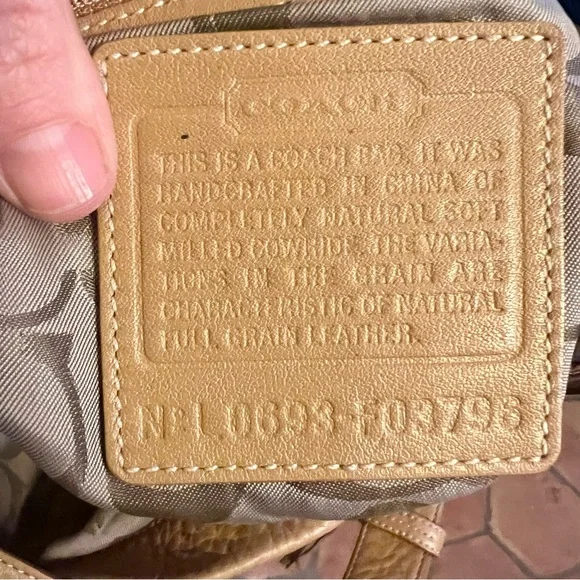 COACH
THIS IS A COACH BAG. IT WAS
HANDCRAFTED IN CHINA OF
COMPLETELY NATURAL SOFT
MILLED COWHIDE. THE VARIA-
TIONS IN THE GRAIN ARE
CHARACTERISTIC OF NATURAL
FULL GRAIN LEATHER.
No L0693-F03796